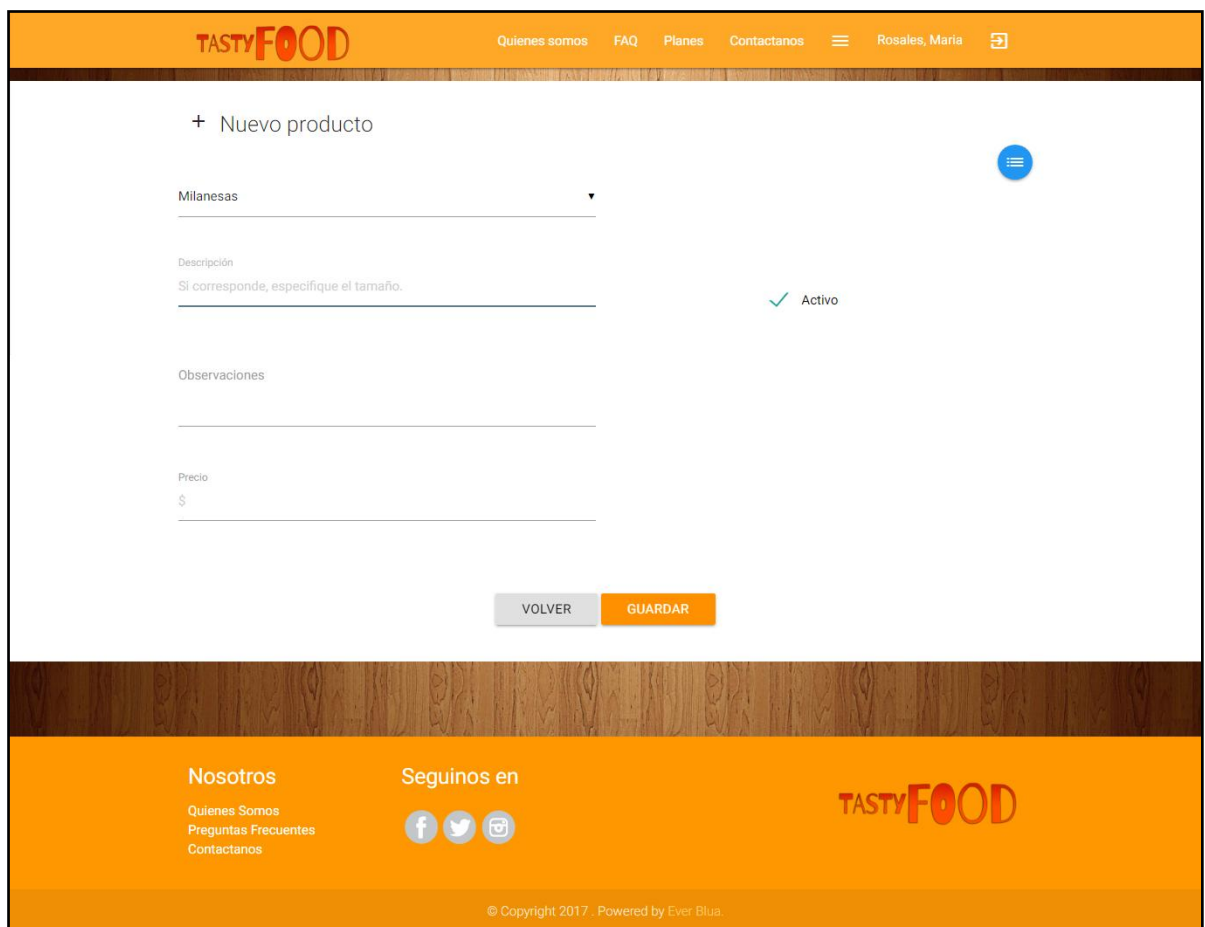 TASTYFOOD
Quienes somos FAQ Planes Contactanos Rosales, Maria
+ Nuevo producto
Milanesas
Descripción
Si corresponde, especifique el tamaño.
Activo
Observaciones
Precio
$
VOLVER GUARDAR
Nosotros
Quienes Somos
Preguntas Frecuentes
Contactanos
Seguinos en
TASTYFOOD
© Copyright 2017 . Powered by Ever Blua.